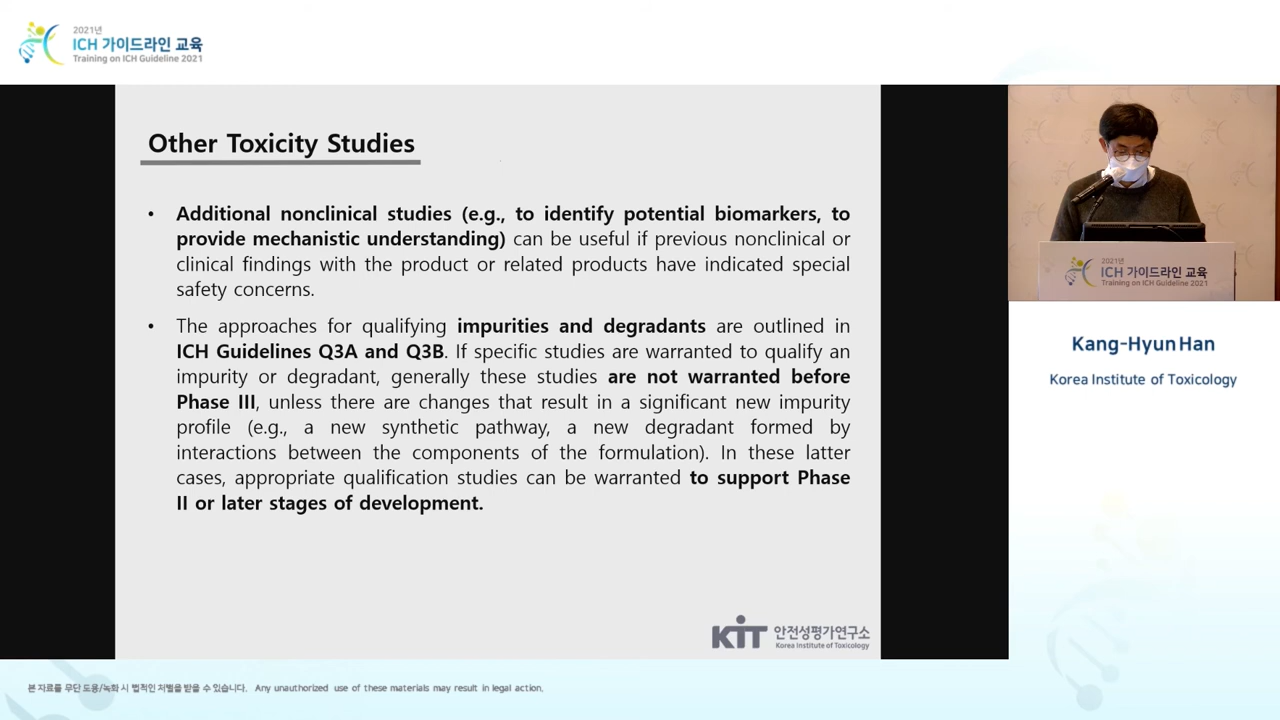 2021년
ICH 가이드라인 교육
Training on ICH Guideline 2021
Other Toxicity Studies
• Additional nonclinical studies (e.g., to identify potential biomarkers, to
provide mechanistic understanding) can be useful if previous nonclinical or
clinical findings with the product or related products have indicated special
safety concerns.
• The approaches for qualifying impurities and degradants are outlined in
ICH Guidelines Q3A and Q3B. If specific studies are warranted to qualify an
impurity or degradant, generally these studies are not warranted before
Phase III, unless there are changes that result in a significant new impurity
profile (e.g., a new synthetic pathway, a new degradant formed by
interactions between the components of the formulation). In these latter
cases, appropriate qualification studies can be warranted to support Phase
II or later stages of development.
KIT 안전성평가연구소
Korea Institute of Toxicology
2021년
ICH 가이드라인 교육
Training on ICH Guideline 2021
Kang-Hyun Han
Korea Institute of Toxicology
본 자료를 무단 도용/녹화 시 법적인 처벌을 받을 수 있습니다. Any unauthorized use of these materials may result in legal action.